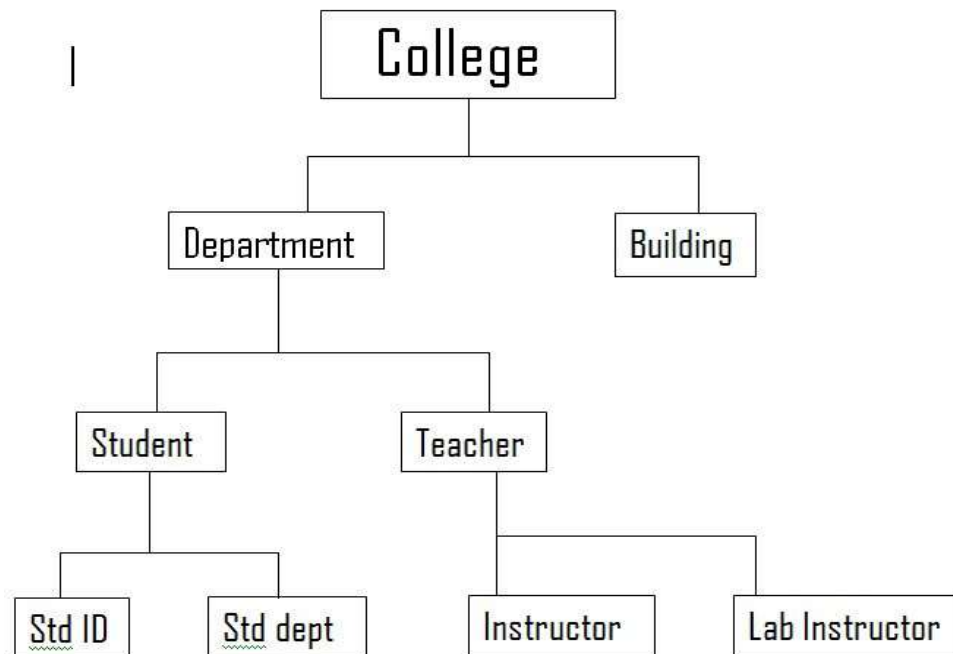 College
Department
Building
Student
Teacher
Std ID
Std dept
Instructor
Lab Instructor